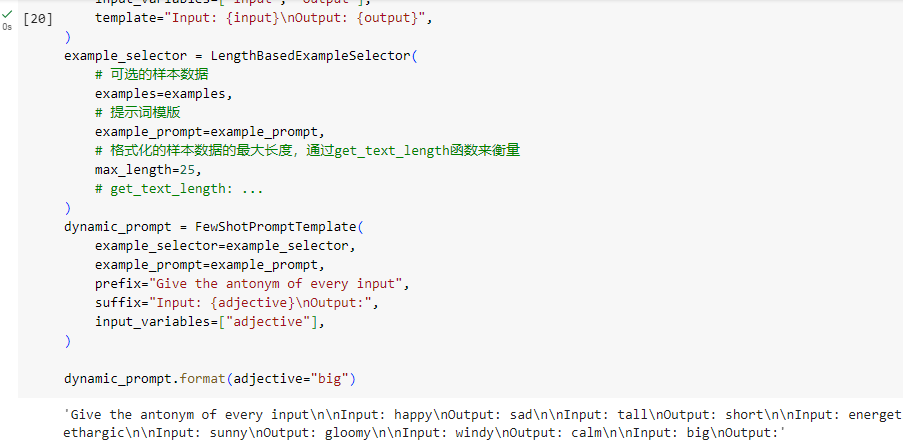 input_variables=["input", "output"],
[20] template="Input: {input}\nOutput: {output}",
0s
)
example_selector = LengthBasedExampleSelector(
# 可选的样本数据
examples=examples,
# 提示词模版
example_prompt=example_prompt,
# 格式化的样本数据的最大长度，通过get_text_length函数来衡量
max_length=25,
# get_text_length: ...
)
dynamic_prompt = FewShotPromptTemplate(
example_selector=example_selector,
example_prompt=example_prompt,
prefix="Give the antonym of every input",
suffix="Input: {adjective}\nOutput:",
input_variables=["adjective"],
)
dynamic_prompt.format(adjective="big")
'Give the antonym of every input\n\nInput: happy\nOutput: sad\n\nInput: tall\nOutput: short\n\nInput: energet
ethargic\n\nInput: sunny\nOutput: gloomy\n\nInput: windy\nOutput: calm\n\nInput: big\nOutput:'